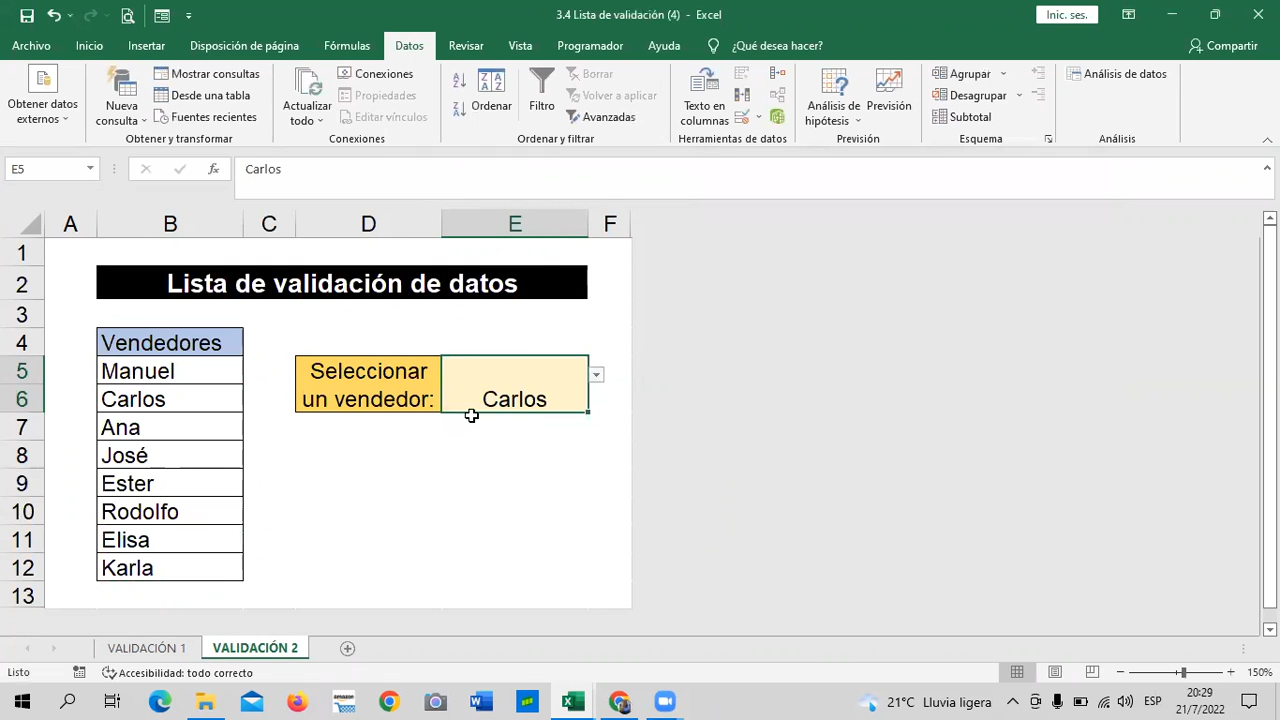 3.4 Lista de validación (4) - Excel
Inic. ses.
Archivo Inicio Insertar Disposición de página Fórmulas Datos Revisar Vista Programador Ayuda ¿Qué desea hacer? Compartir
Obtener datos externos
Nueva consulta
Mostrar consultas
Desde una tabla
Fuentes recientes
Obtener y transformar
Actualizar todo
Conexiones
Propiedades
Editar vínculos
Conexiones
Ordenar
Filtro
Borrar
Volver a aplicar
Avanzadas
Ordenar y filtrar
Texto en columnas
Herramientas de datos
Análisis de hipótesis
Previsión
Previsión
Agrupar
Desagrupar
Subtotal
Esquema
Análisis de datos
Análisis
E5 fx Carlos
A B C D E F
1
2 Lista de validación de datos
3
4 Vendedores
5 Manuel Seleccionar
6 Carlos un vendedor: Carlos
7 Ana
8 José
9 Ester
10 Rodolfo
11 Elisa
12 Karla
13
VALIDACIÓN 1 VALIDACIÓN 2
Listo Accesibilidad: todo correcto 150%
21°C Lluvia ligera ESP 20:29
21/7/2022